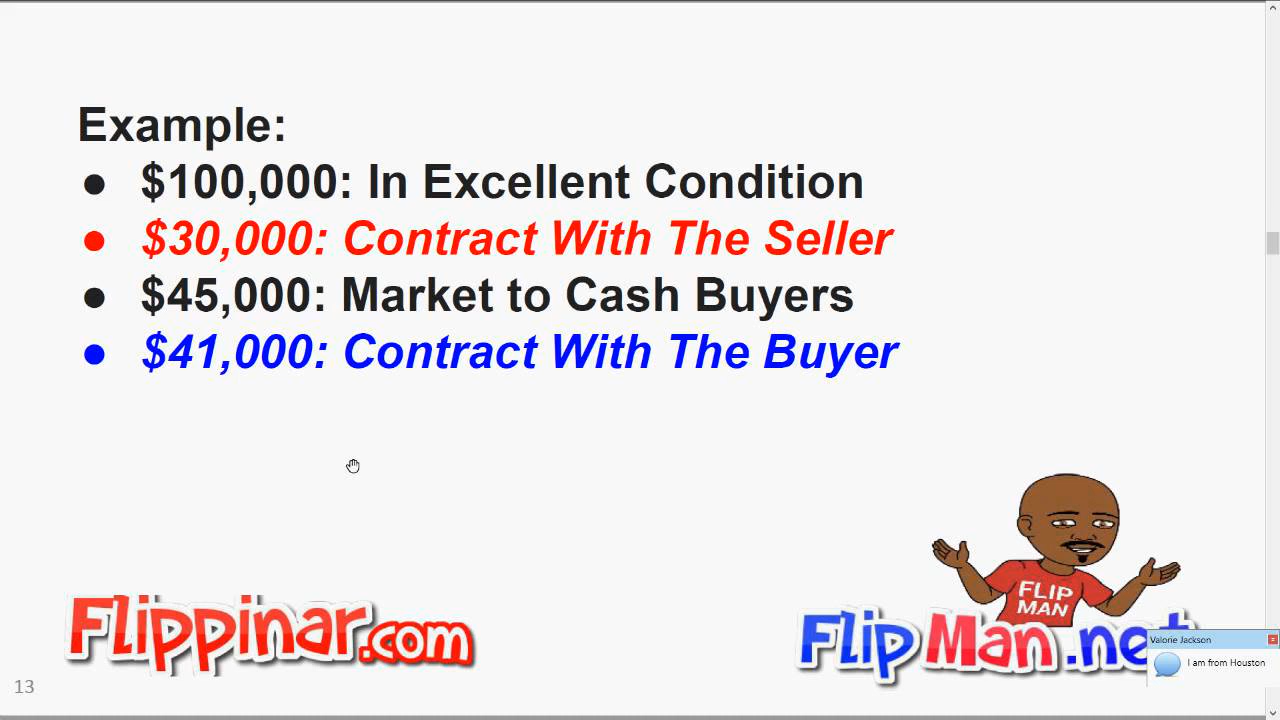 Example:
● $100,000: In Excellent Condition
● $30,000: Contract With The Seller
● $45,000: Market to Cash Buyers
● $41,000: Contract With The Buyer
FLIP
MAN
Flippinar.com
FlipMan.net
Valorie Jackson
I am from Houston
13